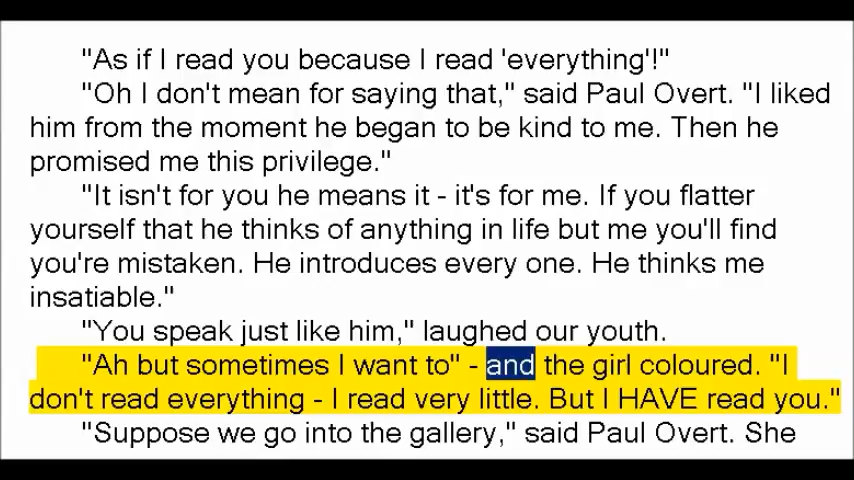 "As if I read you because I read 'everything'!"
"Oh I don't mean for saying that," said Paul Overt. "I liked
him from the moment he began to be kind to me. Then he
promised me this privilege."
"It isn't for you he means it - it's for me. If you flatter
yourself that he thinks of anything in life but me you'll find
you're mistaken. He introduces every one. He thinks me
insatiable."
"You speak just like him," laughed our youth.
"Ah but sometimes I want to" - and the girl coloured. "I
don't read everything - I read very little. But I HAVE read you."
"Suppose we go into the gallery," said Paul Overt. She